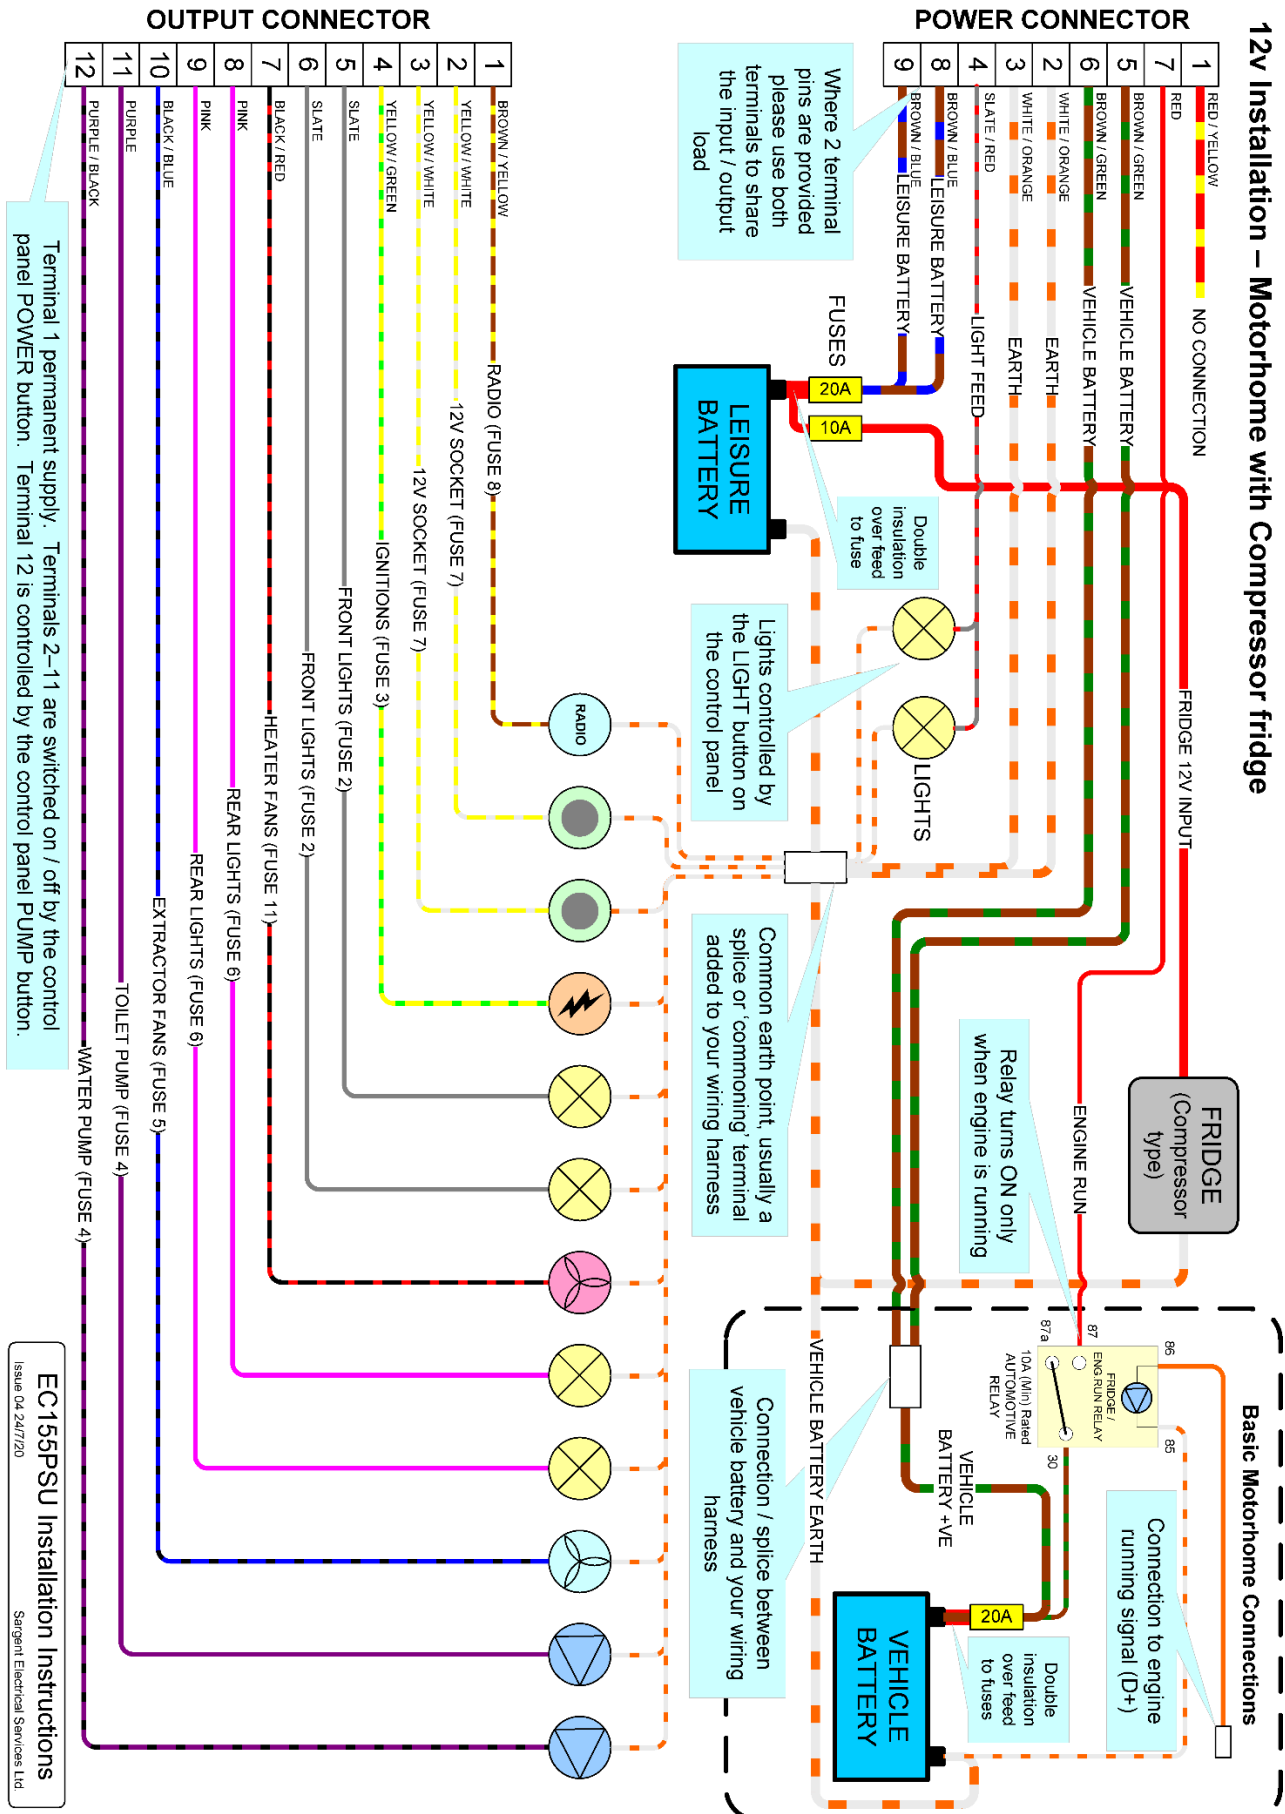 12v Installation – Motorhome with Compressor fridge
POWER CONNECTOR
1
7
5
6
2
3
4
8
9
RED / YELLOW
RED
BROWN / GREEN
BROWN / GREEN
WHITE / ORANGE
WHITE / ORANGE
SLATE / RED
BROWN / BLUE
BROWN / BLUE
NO CONNECTION
VEHICLE BATTERY
VEHICLE BATTERY
EARTH
EARTH
LIGHT FEED
LEISURE BATTERY
LEISURE BATTERY
Where 2 terminal
pins are provided
please use both
terminals to share
the input / output
load
FUSES
20A
10A
LEISURE
BATTERY
Double
insulation
over feed
to fuse
LIGHTS
Lights controlled by
the LIGHT button on
the control panel
FRIDGE 12V INPUT
FRIDGE
(Compressor
type)
Common earth point, usually a
splice or ‘commoning’ terminal
added to your wiring harness
Relay turns ON only
when engine is running
ENGINE RUN
Basic Motorhome Connections
86
85
87
87a
30
FRIDGE /
ENG.RUN RELAY
10A (Min) Rated
AUTOMOTIVE
RELAY
Connection to engine
running signal (D+)
VEHICLE
BATTERY +VE
20A
Double
insulation
over feed
to fuses
VEHICLE
BATTERY
VEHICLE BATTERY EARTH
Connection / splice between
vehicle battery and your wiring
harness
OUTPUT CONNECTOR
1
2
3
4
5
6
7
8
9
10
11
12
BROWN / YELLOW
YELLOW / WHITE
YELLOW / WHITE
YELLOW / GREEN
SLATE
SLATE
BLACK / RED
PINK
PINK
BLACK / BLUE
PURPLE
PURPLE / BLACK
RADIO (FUSE 8)
12V SOCKET (FUSE 7)
12V SOCKET (FUSE 7)
IGNITIONS (FUSE 3)
FRONT LIGHTS (FUSE 2)
FRONT LIGHTS (FUSE 2)
HEATER FANS (FUSE 11)
REAR LIGHTS (FUSE 6)
REAR LIGHTS (FUSE 6)
EXTRACTOR FANS (FUSE 5)
TOILET PUMP (FUSE 4)
WATER PUMP (FUSE 4)
RADIO
Terminal 1 permanent supply. Terminals 2–11 are switched on / off by the control
panel POWER button. Terminal 12 is controlled by the control panel PUMP button.
EC155PSU Installation Instructions
Issue 04 24/7/20 Sargent Electrical Services Ltd.